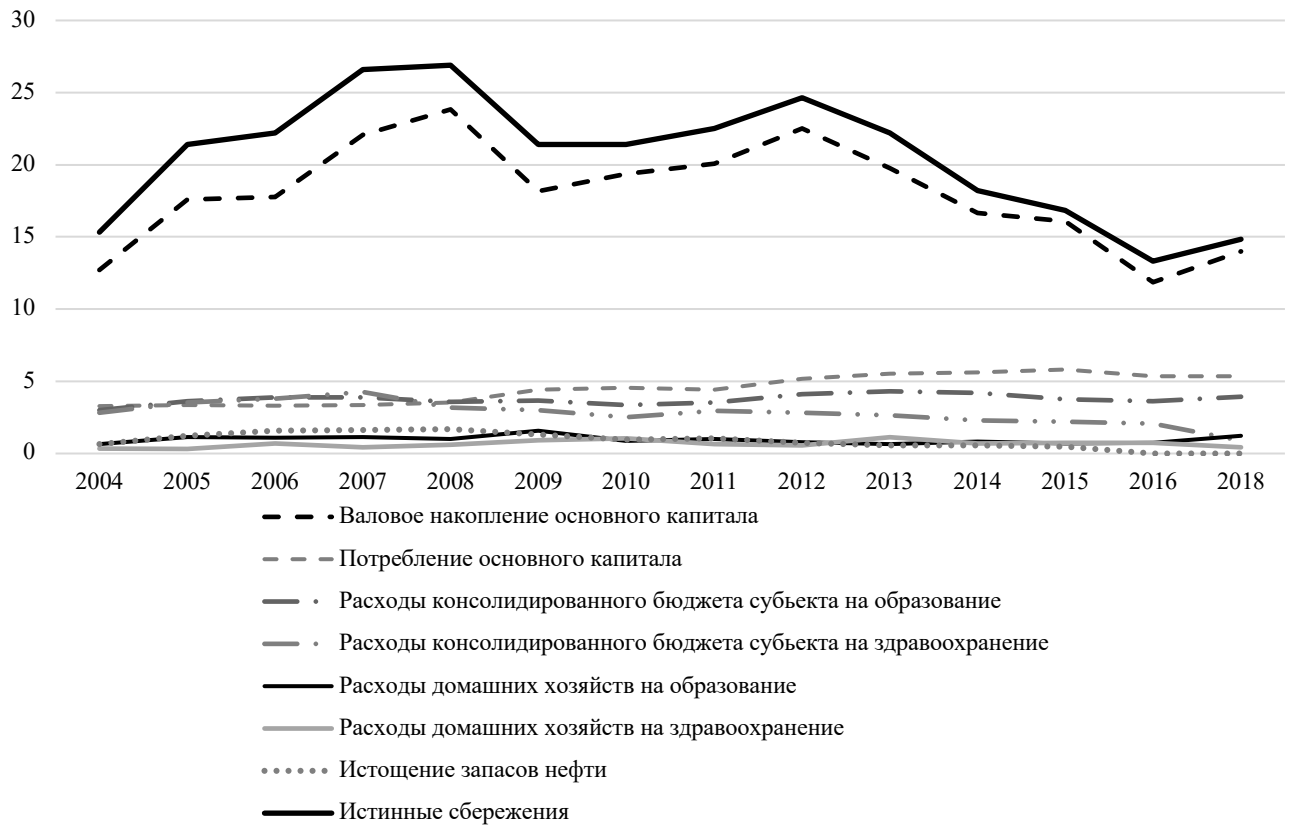 30
25
20
15
10
5
0
2004 2005 2006 2007 2008 2009 2010 2011 2012 2013 2014 2015 2016 2018
Валовое накопление основного капитала
Потребление основного капитала
Расходы консолидированного бюджета субъекта на образование
Расходы консолидированного бюджета субъекта на здравоохранение
Расходы домашних хозяйств на образование
Расходы домашних хозяйств на здравоохранение
Истощение запасов нефти
Истинные сбережения